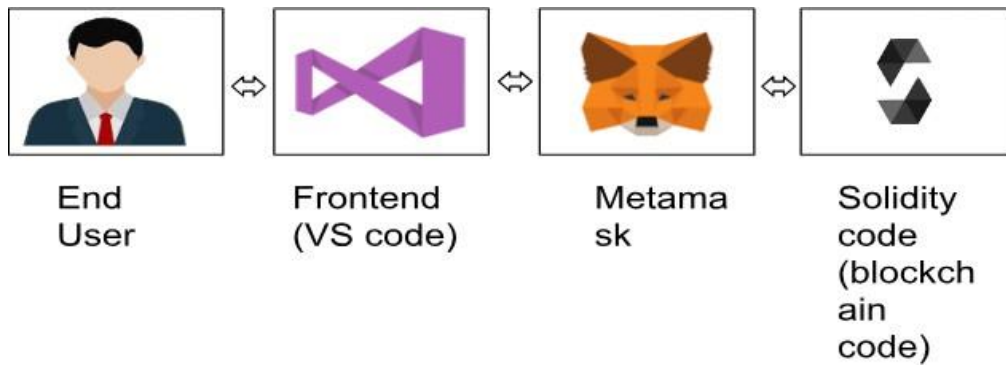 End
User
Frontend
(VS code)
Metama
sk
Solidity
code
(blockch
ain
code)